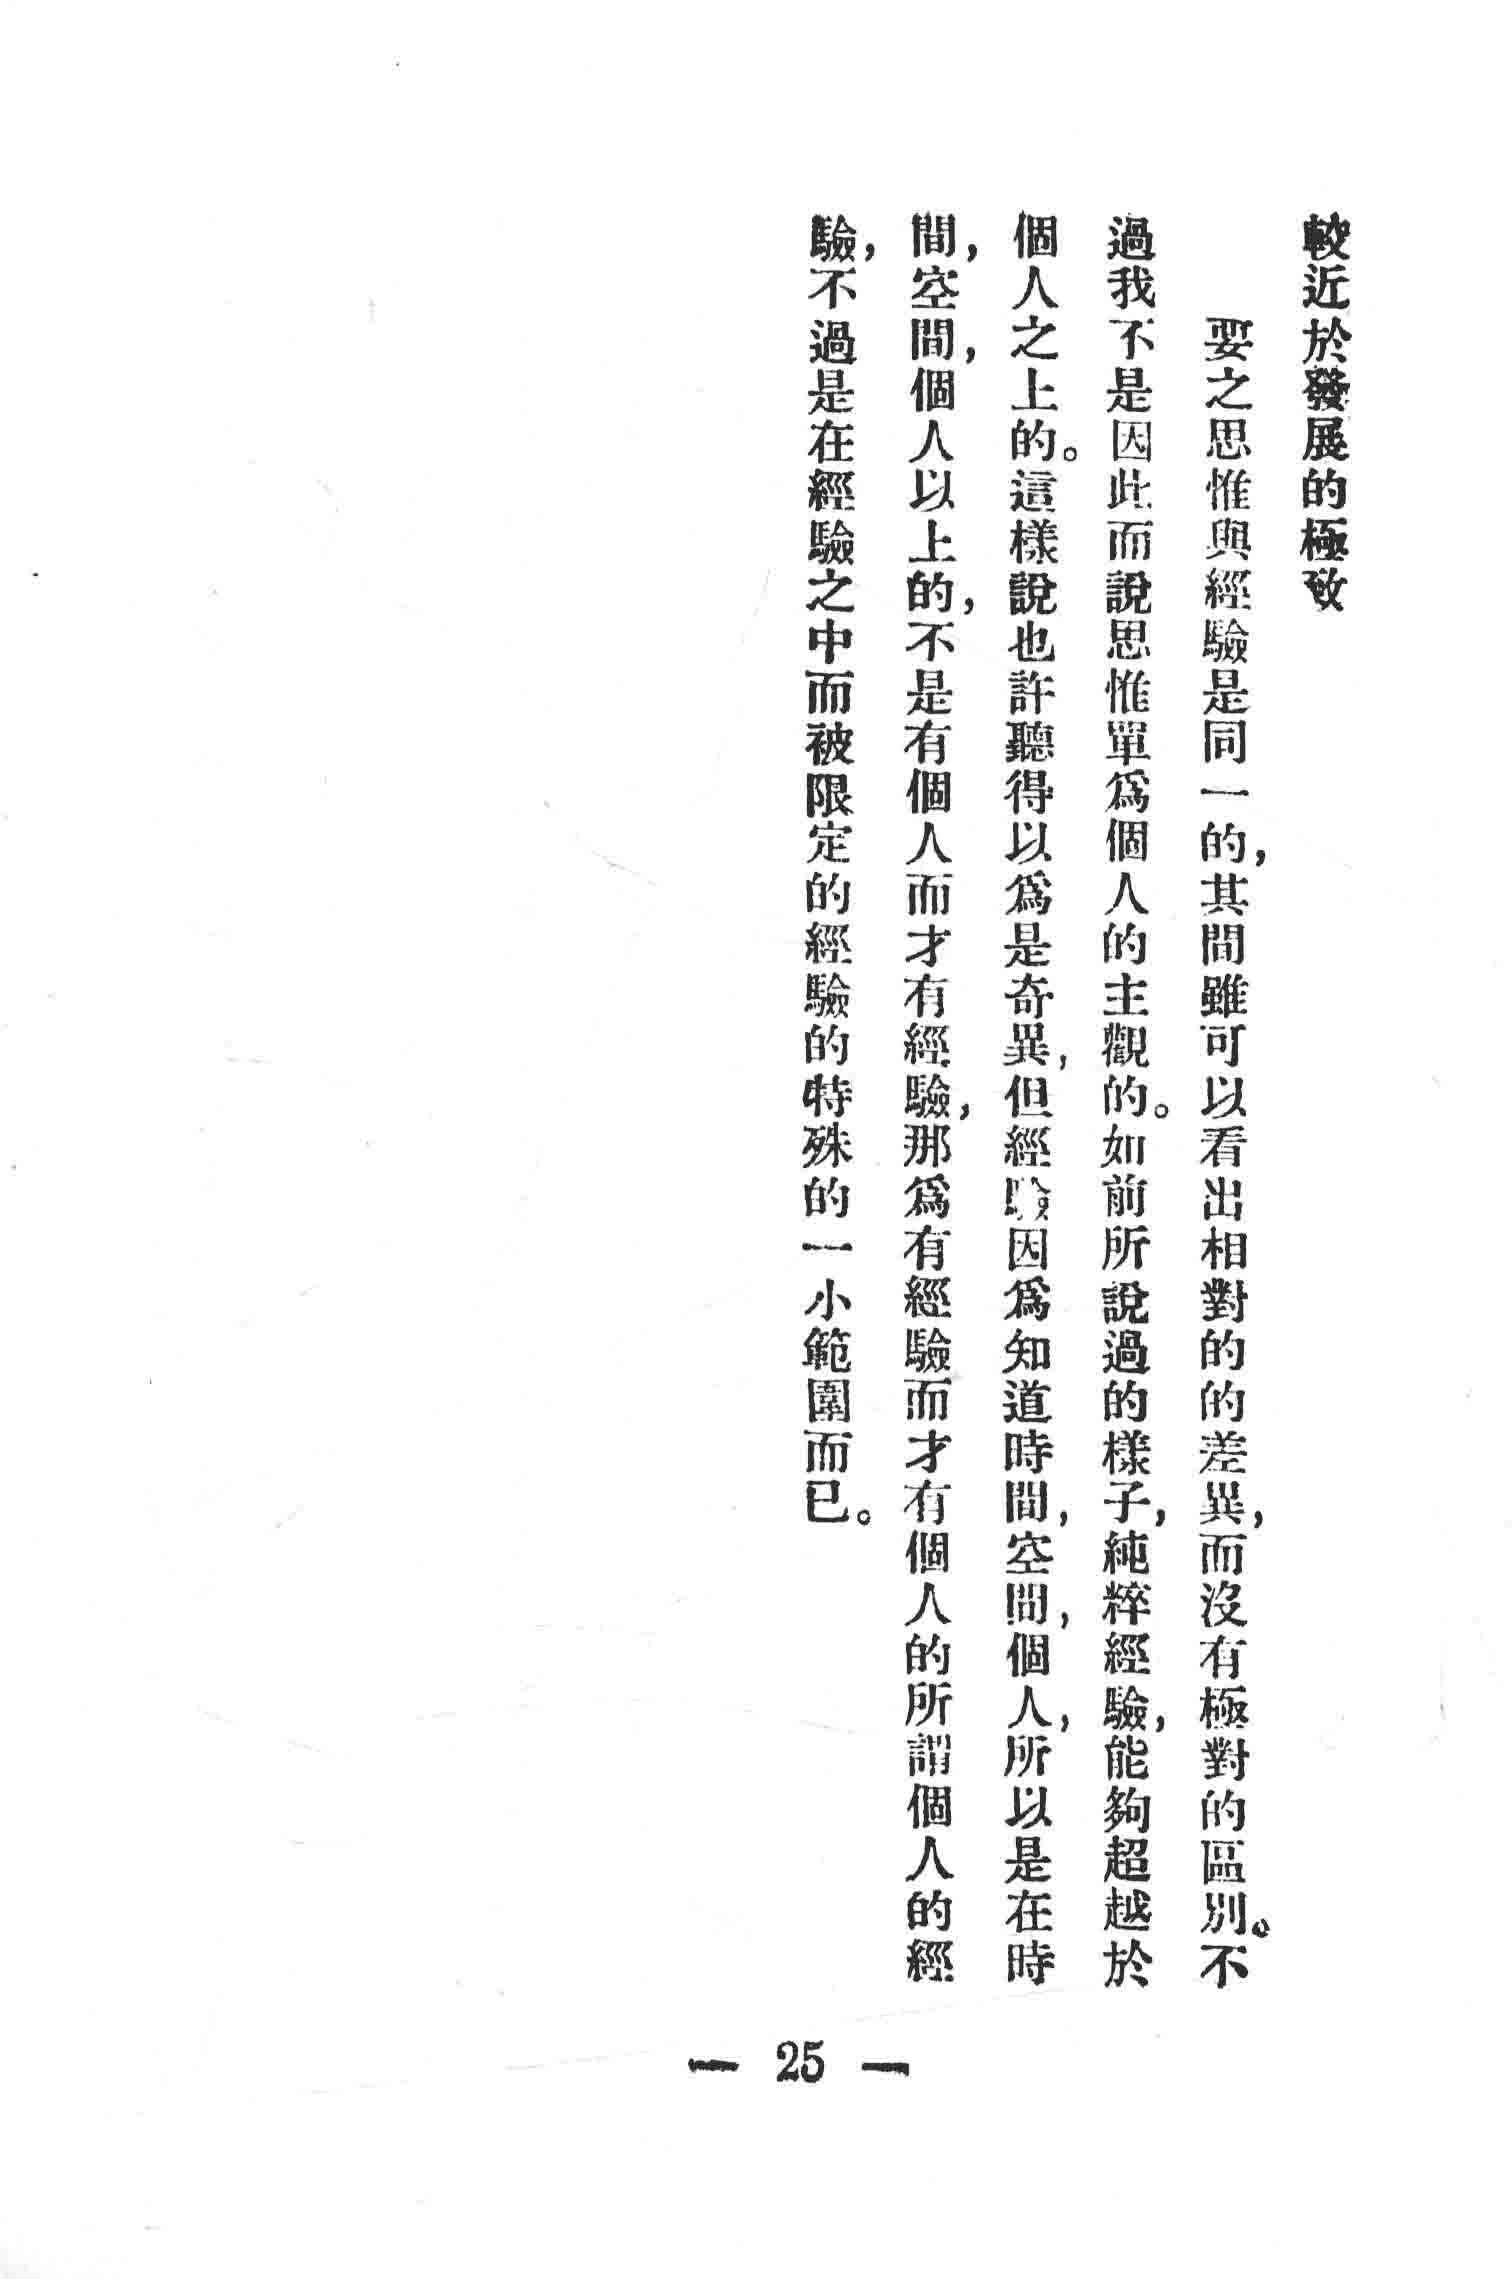 較近於發展的極致
要之思惟與經驗是同一的，其間雖可以看出相對的的差異，而沒有極對的區別。不
過我不是因此而說思惟單爲個人的主觀的。如前所說過的樣子，純粹經驗，能夠超越於
個人之上的。這樣說也許聽得以爲是奇異，但經驗因爲知道時間，空間，個人，所以是在時
間，空間，個人以上的，不是有個人而才有經驗，那爲有經驗而才有個人的所謂個人的經
驗，不過是在經驗之中而被限定的經驗的特殊的一小範圍而已。
— 25 —